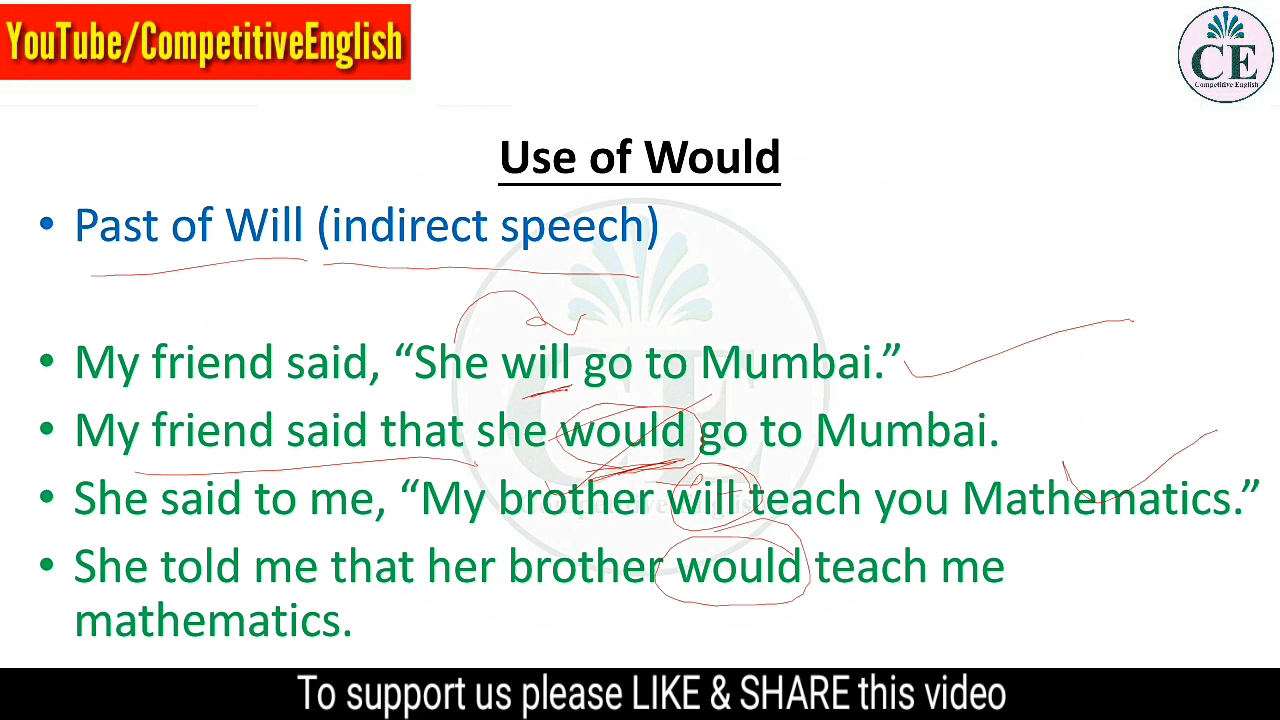 YouTube/CompetitiveEnglish
CE
Competitive English
Use of Would
• Past of Will (indirect speech)
• My friend said, “She will go to Mumbai.”
• My friend said that she would go to Mumbai.
• She said to me, “My brother will teach you Mathematics.”
• She told me that her brother would teach me
mathematics.
CE
Competitive English
To support us please LIKE & SHARE this video